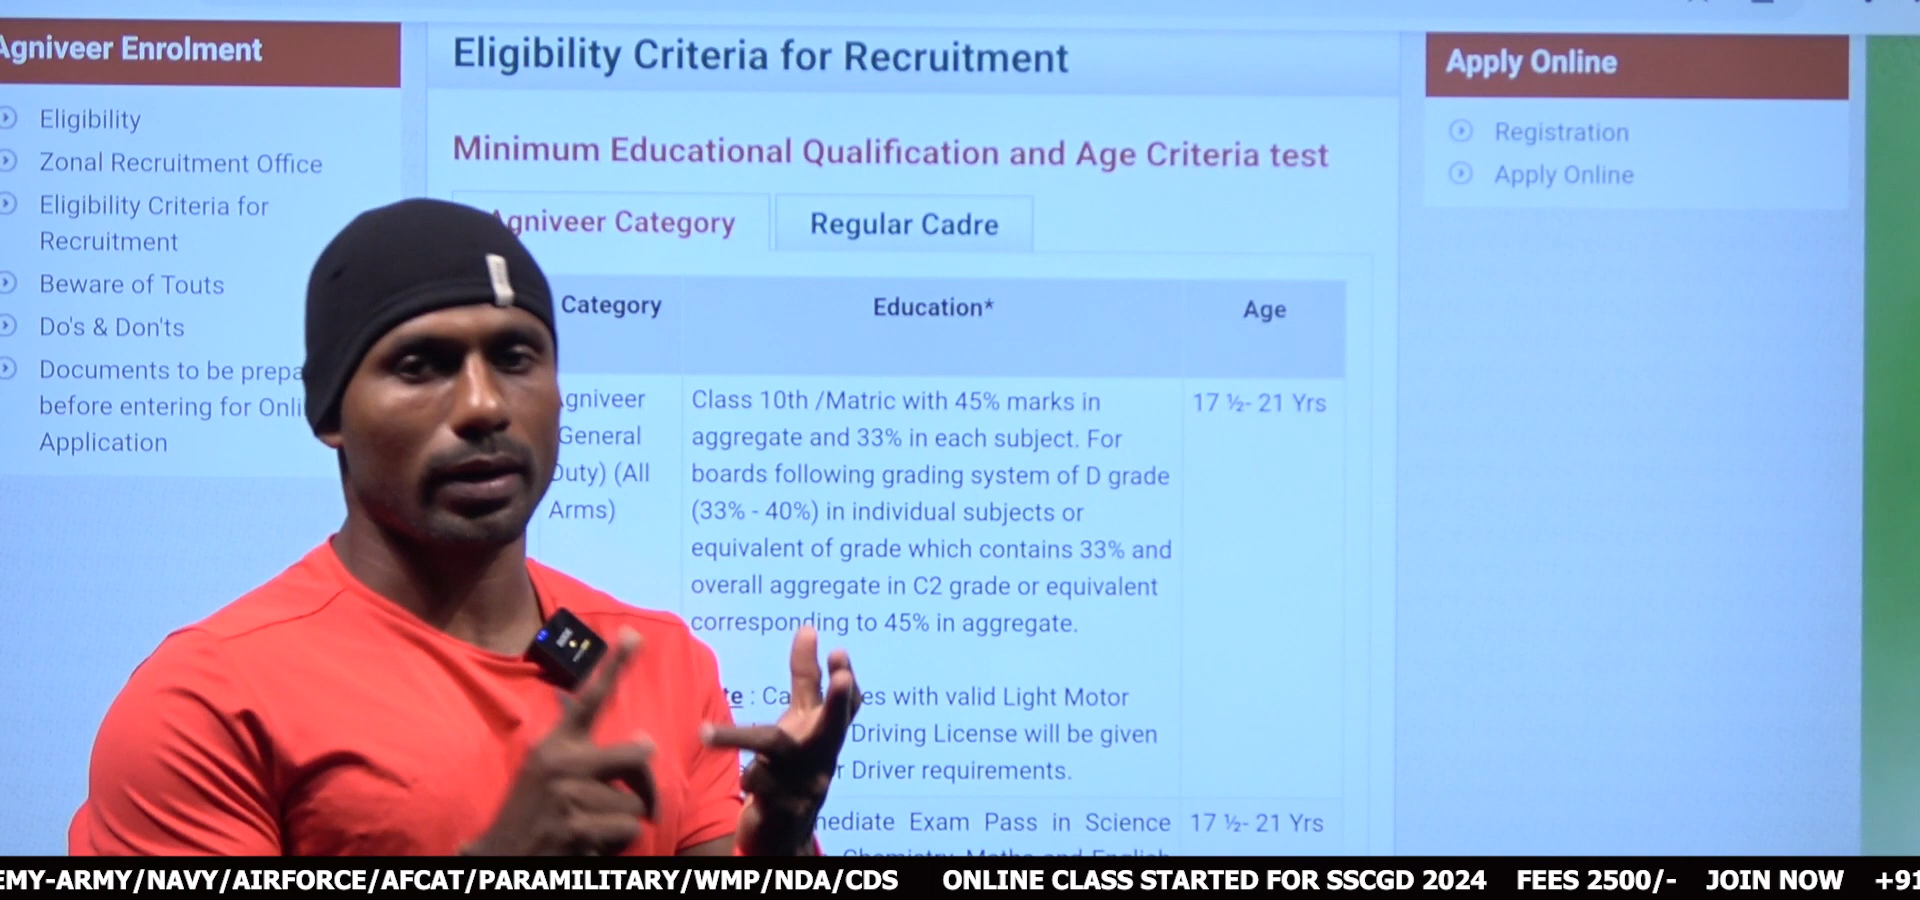 Agniveer Enrolment
Eligibility
Zonal Recruitment Office
Eligibility Criteria for
Recruitment
Beware of Touts
Do's & Don'ts
Documents to be prepa
before entering for Onli
Application
Eligibility Criteria for Recruitment
Minimum Educational Qualification and Age Criteria test
Agniveer Category
Regular Cadre
Category
Education*
Age
Agniveer
General
Duty) (All
Arms)
Class 10th /Matric with 45% marks in
aggregate and 33% in each subject. For
boards following grading system of D grade
(33% - 40%) in individual subjects or
equivalent of grade which contains 33% and
overall aggregate in C2 grade or equivalent
corresponding to 45% in aggregate.
17 ½- 21 Yrs
te : Ca es with valid Light Motor
Driving License will be given
r Driver requirements.
mediate Exam Pass in Science
Chemistry, Maths and English
17 ½- 21 Yrs
Apply Online
Registration
Apply Online
EMY-ARMY/NAVY/AIRFORCE/AFCAT/PARAMILITARY/WMP/NDA/CDS ONLINE CLASS STARTED FOR SSCGD 2024 FEES 2500/- JOIN NOW +91